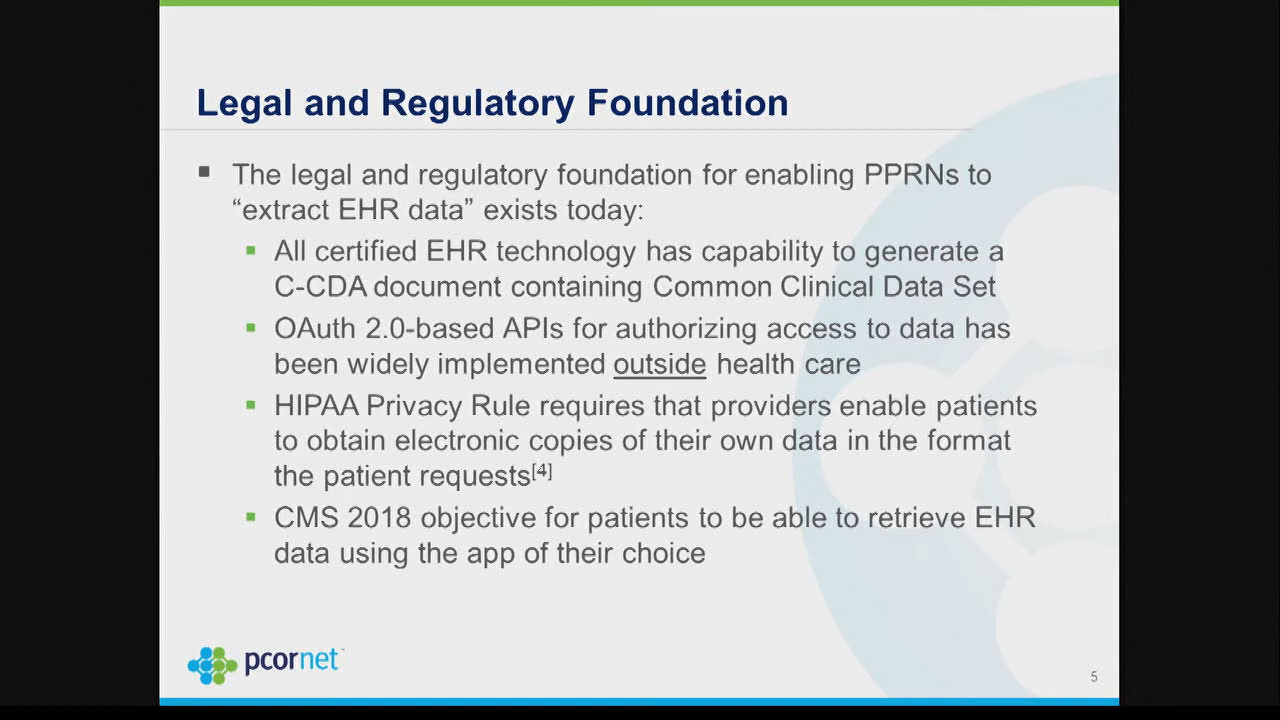 Legal and Regulatory Foundation
The legal and regulatory foundation for enabling PPRNs to
“extract EHR data” exists today:
All certified EHR technology has capability to generate a
C-CDA document containing Common Clinical Data Set
OAuth 2.0-based APIs for authorizing access to data has
been widely implemented outside health care
HIPAA Privacy Rule requires that providers enable patients
to obtain electronic copies of their own data in the format
the patient requests[4]
CMS 2018 objective for patients to be able to retrieve EHR
data using the app of their choice
pcornet
5